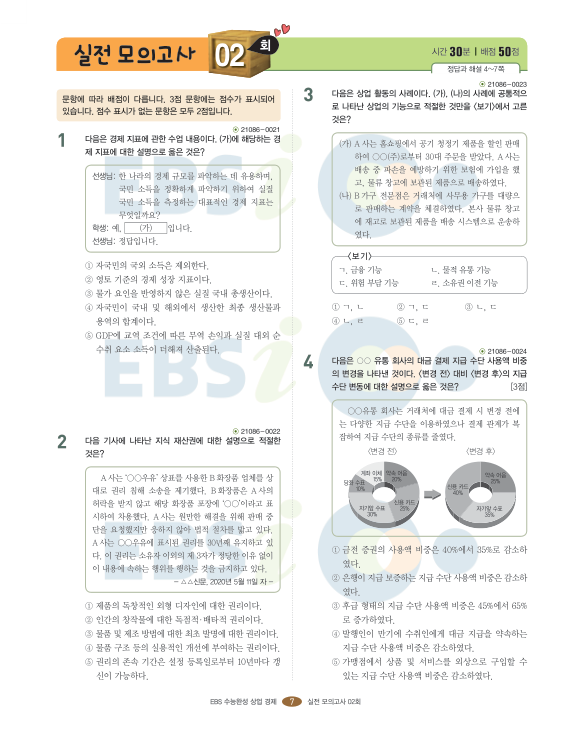 실전 모의고사 02 회
시간 30분 | 배점 50점
정답과 해설 4~7쪽
문항에 따라 배점이 다릅니다. 3점 문항에는 점수가 표시되어
있습니다. 점수 표시가 없는 문항은 모두 2점입니다.
21086-0021
1 다음은 경제 지표에 관한 수업 내용이다. (가)에 해당하는 경
제 지표에 대한 설명으로 옳은 것은?
선생님: 한 나라의 경제 규모를 파악하는 데 유용하며,
국민 소득을 정확하게 파악하기 위하여 실질
국민 소득을 측정하는 대표적인 경제 지표는
무엇일까요?
학생: 예, (가) 입니다.
선생님: 정답입니다.
① 자국민의 국외 소득은 제외한다.
② 영토 기준의 경제 성장 지표이다.
③ 물가 요인을 반영하지 않은 실질 국내 총생산이다.
④ 자국민이 국내 및 해외에서 생산한 최종 생산물과
용역의 합계이다.
⑤ GDP에 교역 조건에 따른 무역 손익과 실질 대외 순
수취 요소 소득이 더해져 산출된다.
21086-0022
2 다음 기사에 나타난 지식 재산권에 대한 설명으로 적절한
것은?
A 사는 ‘○○우유’ 상표를 사용한 B 화장품 업체를 상
대로 권리 침해 소송을 제기했다. B 화장품은 A 사의
허락을 받지 않고 해당 화장품 포장에 ‘○○’이라고 표
시하여 사용했다. A 사는 원만한 해결을 위해 판매 중
단을 요청했지만 응하지 않아 법적 절차를 밟고 있다.
A 사는 ○○우유에 표시된 권리를 30년째 유지하고 있
다. 이 권리는 소유자 이외의 제3자가 정당한 이유 없이
이 내용에 속하는 행위를 행하는 것을 금지하고 있다.
- △△신문, 2020년 5월 11일 자 -
① 제품의 독창적인 외형 디자인에 대한 권리이다.
② 인간의 창작물에 대한 독점적·배타적 권리이다.
③ 물품 및 제조 방법에 대한 최초 발명에 대한 권리이다.
④ 물품 구조 등의 실용적인 개선에 부여하는 권리이다.
⑤ 권리의 존속 기간은 설정 등록일로부터 10년마다 갱
신이 가능하다.
21086-0023
3 다음은 상업 활동의 사례이다. (가), (나)의 사례에 공통적으
로 나타난 상업의 기능으로 적절한 것만을 〈보기〉에서 고른
것은?
(가) A 사는 홈쇼핑에서 공기 청정기 제품을 할인 판매
하여 ○○(주)로부터 30대 주문을 받았다. A 사는
배송 중 파손을 예방하기 위한 보험에 가입을 했
고, 물류 창고에 보관된 제품으로 배송하였다.
(나) B 가구 전문점은 거래처에 사무용 가구를 대량으
로 판매하는 계약을 체결하였다. 본사 물류 창고
에 재고로 보관된 제품을 배송 시스템으로 운송하
였다.
〈보기〉
ㄱ. 금융 기능 ㄴ. 물적 유통 기능
ㄷ. 위험 부담 기능 ㄹ. 소유권 이전 기능
① ㄱ, ㄴ ② ㄱ, ㄷ ③ ㄴ, ㄷ
④ ㄴ, ㄹ ⑤ ㄷ, ㄹ
21086-0024
4 다음은 ○○ 유통 회사의 대금 결제 지급 수단 사용액 비중
의 변경을 나타낸 것이다. 〈변경 전〉 대비 〈변경 후〉의 지급
수단 변동에 대한 설명으로 옳은 것은? [3점]
○○유통 회사는 거래처에 대금 결제 시 변경 전에
는 다양한 지급 수단을 이용하였으나 결제 관계가 복
잡하여 지급 수단의 종류를 줄였다.
〈변경 전〉 〈변경 후〉
계좌 이체 15%
약속 어음 20%
당좌 수표 10%
자기앞 수표 30%
신용 카드 25%
약속 어음 25%
신용 카드 40%
자기앞 수표 35%
① 금전 증권의 사용액 비중은 40%에서 35%로 감소하
였다.
② 은행이 지급 보증하는 지급 수단 사용액 비중은 감소하
였다.
③ 후급 형태의 지급 수단 사용액 비중은 45%에서 65%
로 증가하였다.
④ 발행인이 만기에 수취인에게 대금 지급을 약속하는
지급 수단 사용액 비중은 감소하였다.
⑤ 가맹점에서 상품 및 서비스를 외상으로 구입할 수
있는 지급 수단 사용액 비중은 감소하였다.
EBS 수능완성 상업 경제 7 실전 모의고사 02회
EBSi
EBSi
EBSi